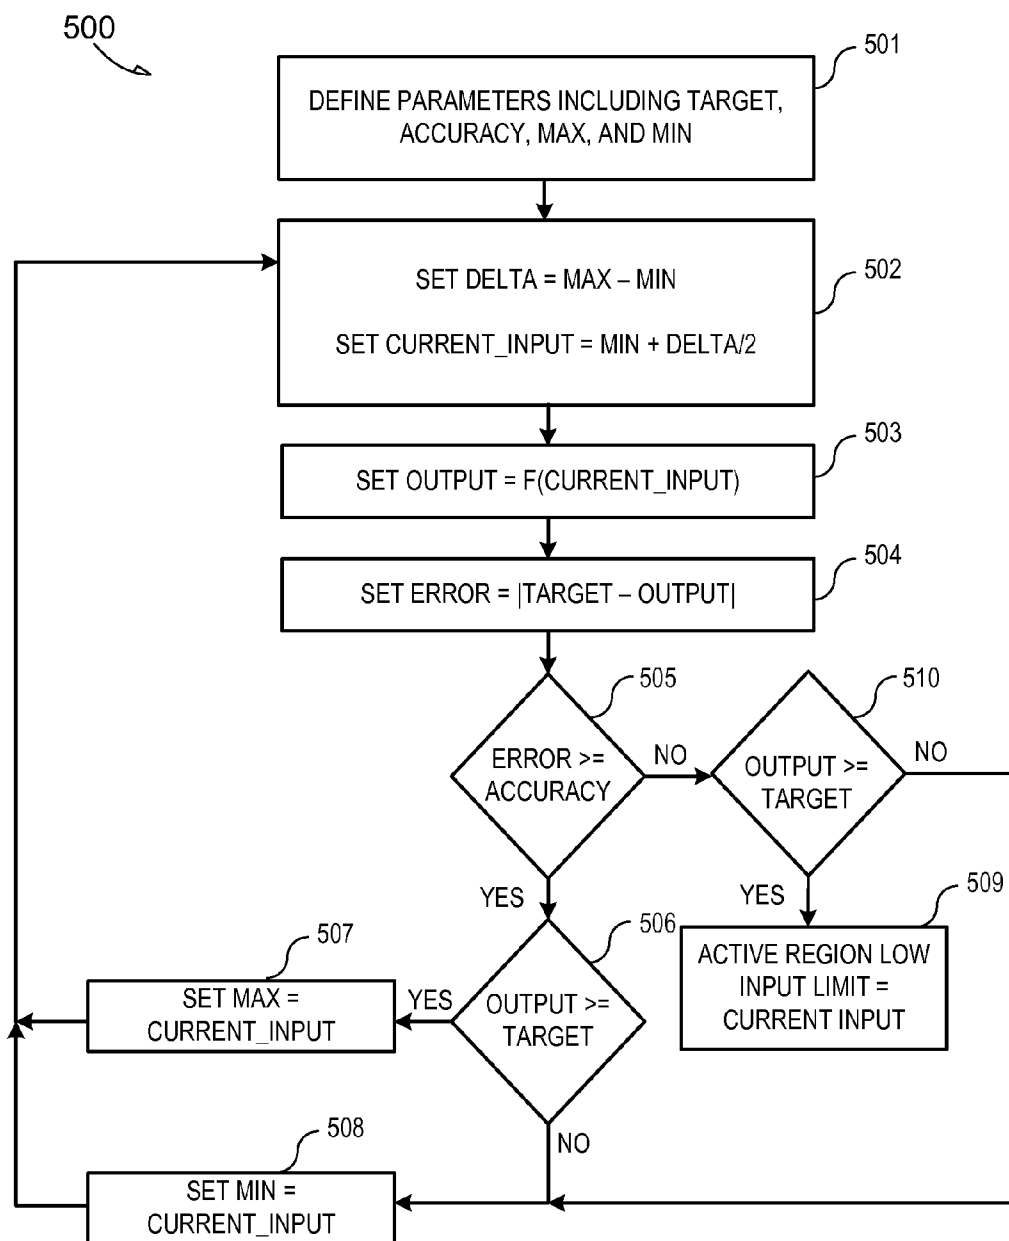 500
501
DEFINE PARAMETERS INCLUDING TARGET,
ACCURACY, MAX, AND MIN
502
SET DELTA = MAX – MIN
SET CURRENT_INPUT = MIN + DELTA/2
503
SET OUTPUT = F(CURRENT_INPUT)
504
SET ERROR = |TARGET – OUTPUT|
505
ERROR >=
ACCURACY
NO
510
OUTPUT >=
TARGET
NO
YES
YES
509
ACTIVE REGION LOW
INPUT LIMIT =
CURRENT INPUT
506
OUTPUT >=
TARGET
YES
507
SET MAX =
CURRENT_INPUT
NO
508
SET MIN =
CURRENT_INPUT